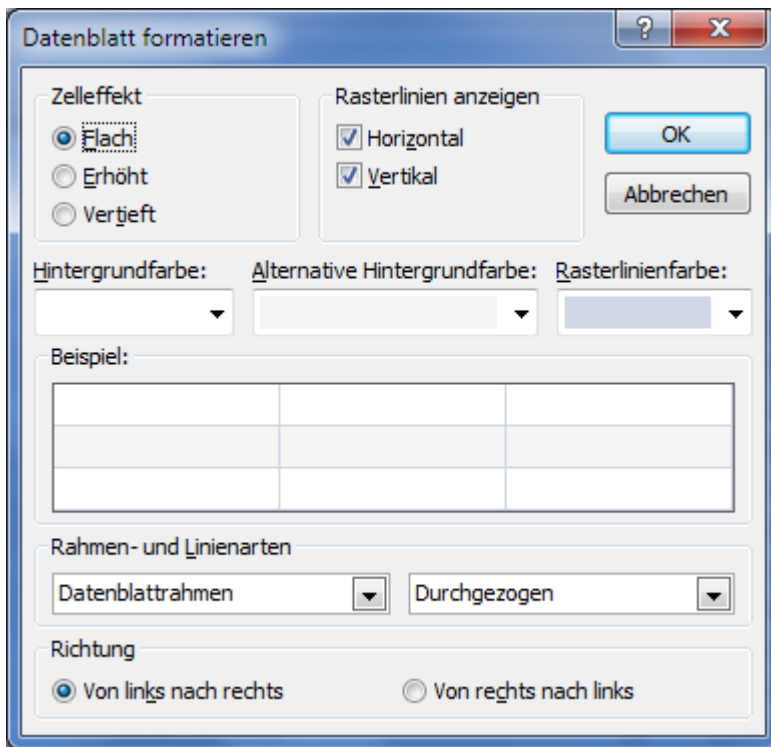 Datenblatt formatieren
Zelleffekt
Flach
Erhöht
Vertieft
Rasterlinien anzeigen
Horizontal
Vertikal
OK
Abbrechen
Hintergrundfarbe:
Alternative Hintergrundfarbe:
Rasterlinienfarbe:
Beispiel:
Rahmen- und Linienarten
Datenblattrahmen
Durchgezogen
Richtung
Von links nach rechts
Von rechts nach links